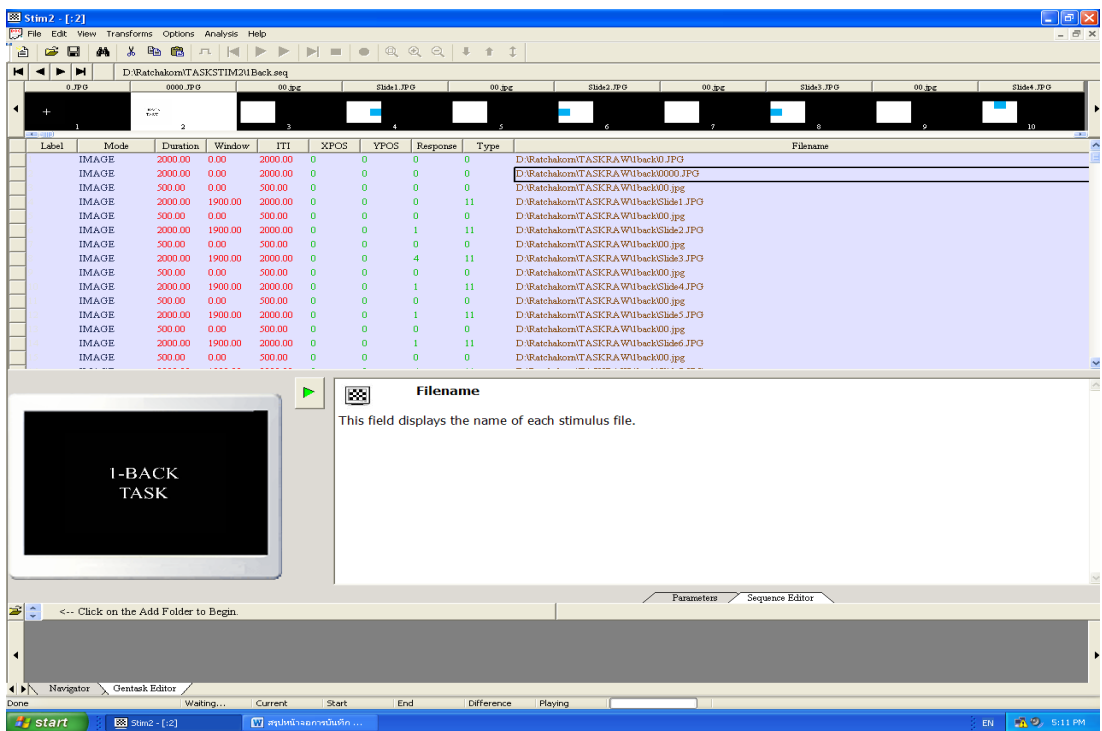 Stim2 - [:2]
File Edit View Transforms Options Analysis Help
D:\Ratchakorn\TASKSTIM2\1Back.seq
0.JPG 0000.JPG 00.jpg Slide1.JPG 00.jpg Slide2.JPG 00.jpg Slide3.JPG 00.jpg Slide4.JPG
1 2 3 4 5 6 7 8 9 10
Label Mode Duration Window ITI XPOS YPOS Response Type Filename
IMAGE 2000.00 0.00 2000.00 0 0 0 0 D:\Ratchakorn\TASKRAW\1back\0.JPG
IMAGE 2000.00 0.00 2000.00 0 0 0 0 D:\Ratchakorn\TASKRAW\1back\0000.JPG
IMAGE 500.00 0.00 500.00 0 0 0 0 D:\Ratchakorn\TASKRAW\1back\00.jpg
IMAGE 2000.00 1900.00 2000.00 0 0 0 11 D:\Ratchakorn\TASKRAW\1back\Slide1.JPG
IMAGE 500.00 0.00 500.00 0 0 0 0 D:\Ratchakorn\TASKRAW\1back\00.jpg
IMAGE 2000.00 1900.00 2000.00 0 0 1 11 D:\Ratchakorn\TASKRAW\1back\Slide2.JPG
IMAGE 500.00 0.00 500.00 0 0 0 0 D:\Ratchakorn\TASKRAW\1back\00.jpg
IMAGE 2000.00 1900.00 2000.00 0 0 4 11 D:\Ratchakorn\TASKRAW\1back\Slide3.JPG
IMAGE 500.00 0.00 500.00 0 0 0 0 D:\Ratchakorn\TASKRAW\1back\00.jpg
IMAGE 2000.00 1900.00 2000.00 0 0 1 11 D:\Ratchakorn\TASKRAW\1back\Slide4.JPG
IMAGE 500.00 0.00 500.00 0 0 0 0 D:\Ratchakorn\TASKRAW\1back\00.jpg
IMAGE 2000.00 1900.00 2000.00 0 0 1 11 D:\Ratchakorn\TASKRAW\1back\Slide5.JPG
IMAGE 500.00 0.00 500.00 0 0 0 0 D:\Ratchakorn\TASKRAW\1back\00.jpg
IMAGE 2000.00 1900.00 2000.00 0 0 1 11 D:\Ratchakorn\TASKRAW\1back\Slide6.JPG
IMAGE 500.00 0.00 500.00 0 0 0 0 D:\Ratchakorn\TASKRAW\1back\00.jpg
Filename
This field displays the name of each stimulus file.
1-BACK
TASK
Parameters Sequence Editor
<-- Click on the Add Folder to Begin.
Navigator Gentask Editor
Done Waiting... Current Start End Difference Playing
start Stim2 - [:2] สรุปหน้าจอการบันทึก ... EN 5:11 PM